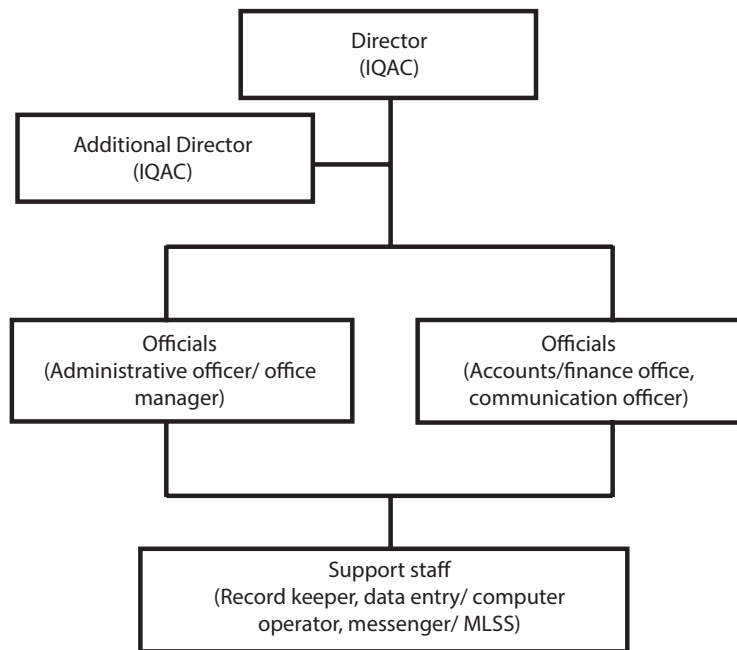 Director
(IQAC)
Additional Director
(IQAC)
Officials
(Administrative officer/ office
manager)
Officials
(Accounts/finance office,
communication officer)
Support staff
(Record keeper, data entry/ computer
operator, messenger/ MLSS)